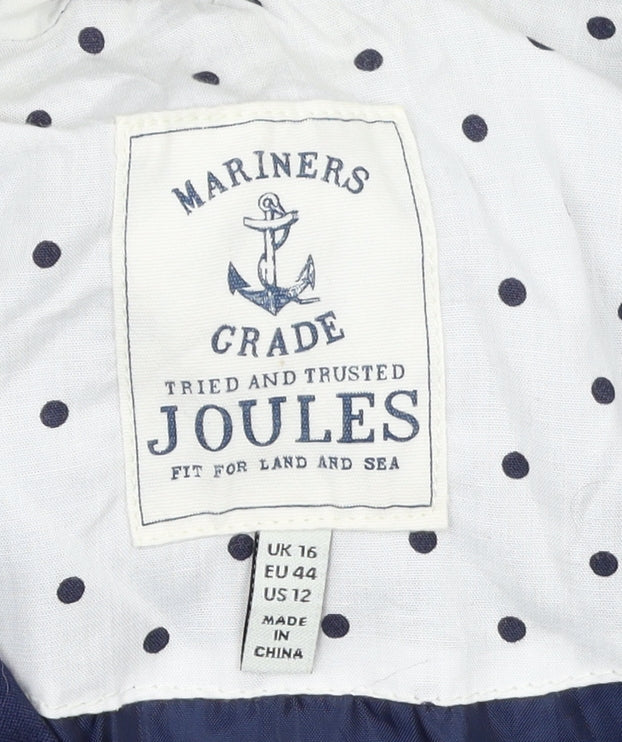 MARINERS
GRADE
TRIED AND TRUSTED
JOULES
FIT FOR LAND AND SEA
UK 16
EU 44
US 12
MADE
IN
CHINA